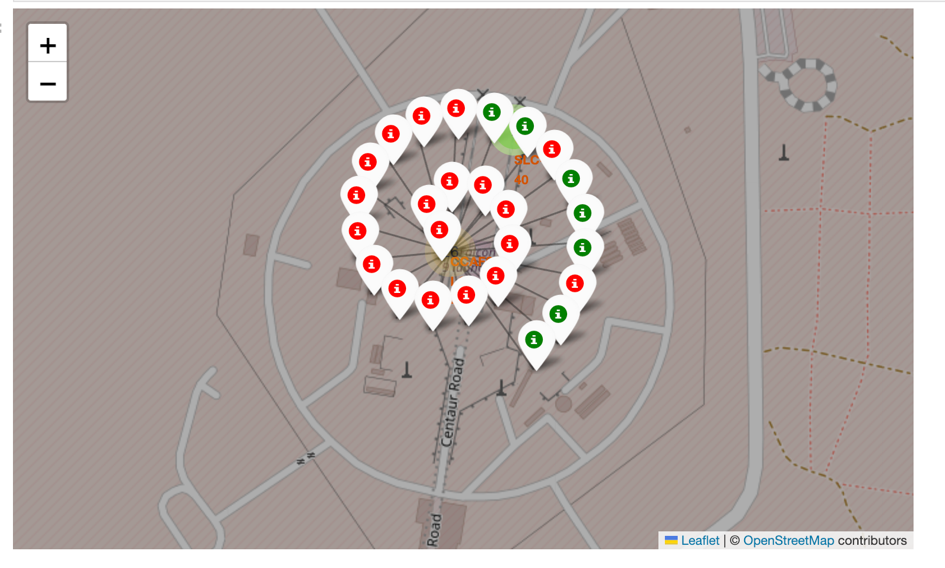 +
−
SLC
40
Centaur Road
Road
Leaflet | © OpenStreetMap contributors